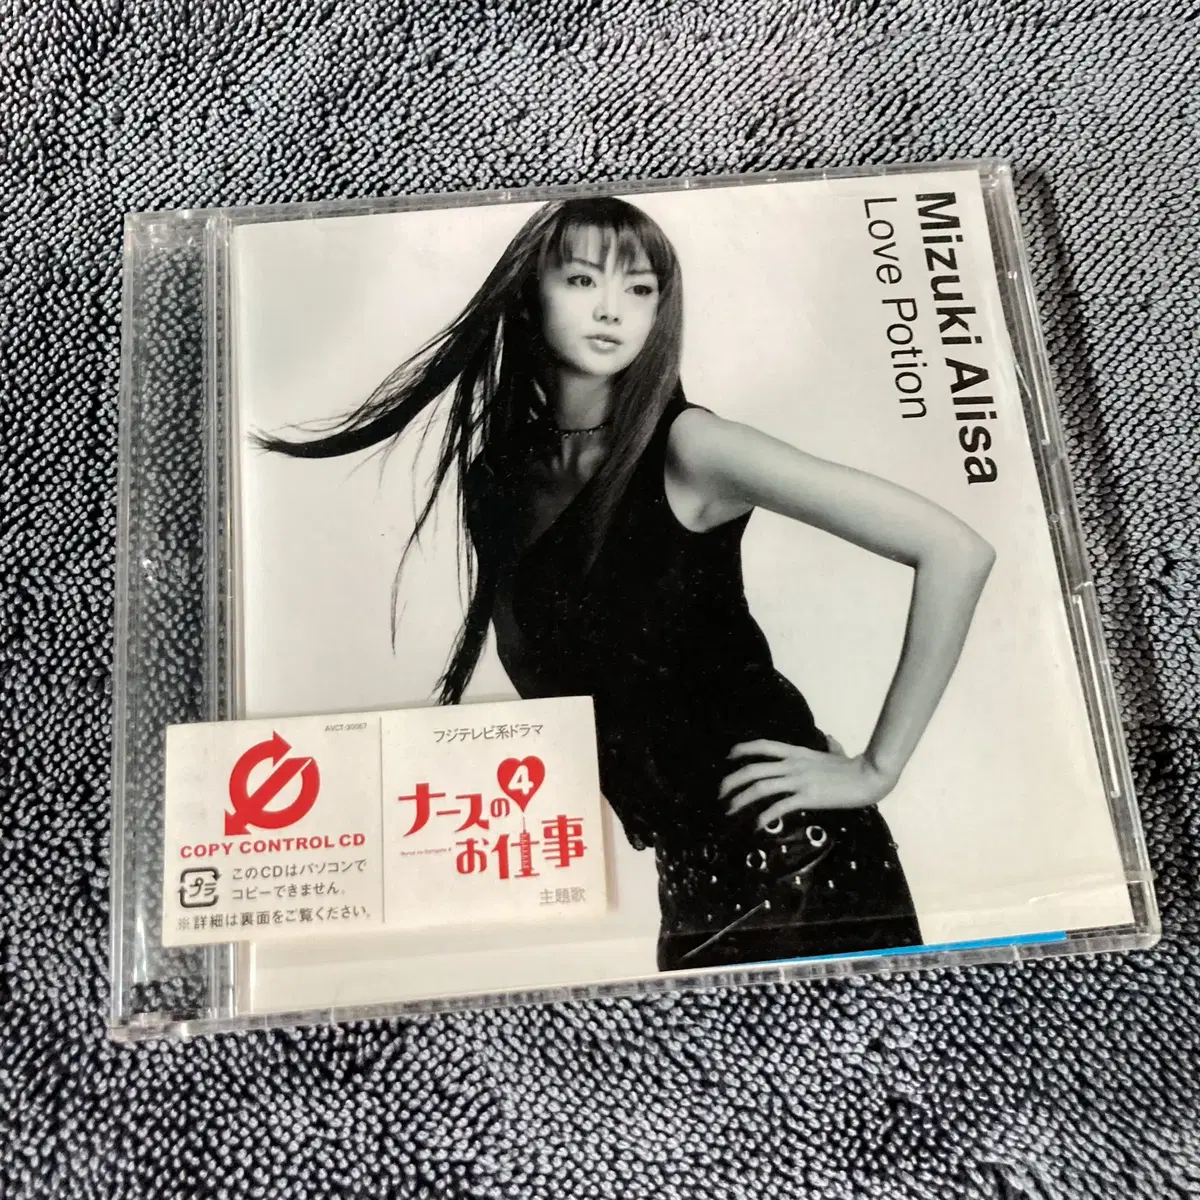 Mizuki Alisa
Love Potion
AVCT-30067
COPY CONTROL CD
プラ
このCDはパソコンで
コピーできません。
※詳細は裏面をご覧ください。
フジテレビ系ドラマ
4
ナースの
お仕事
主題歌